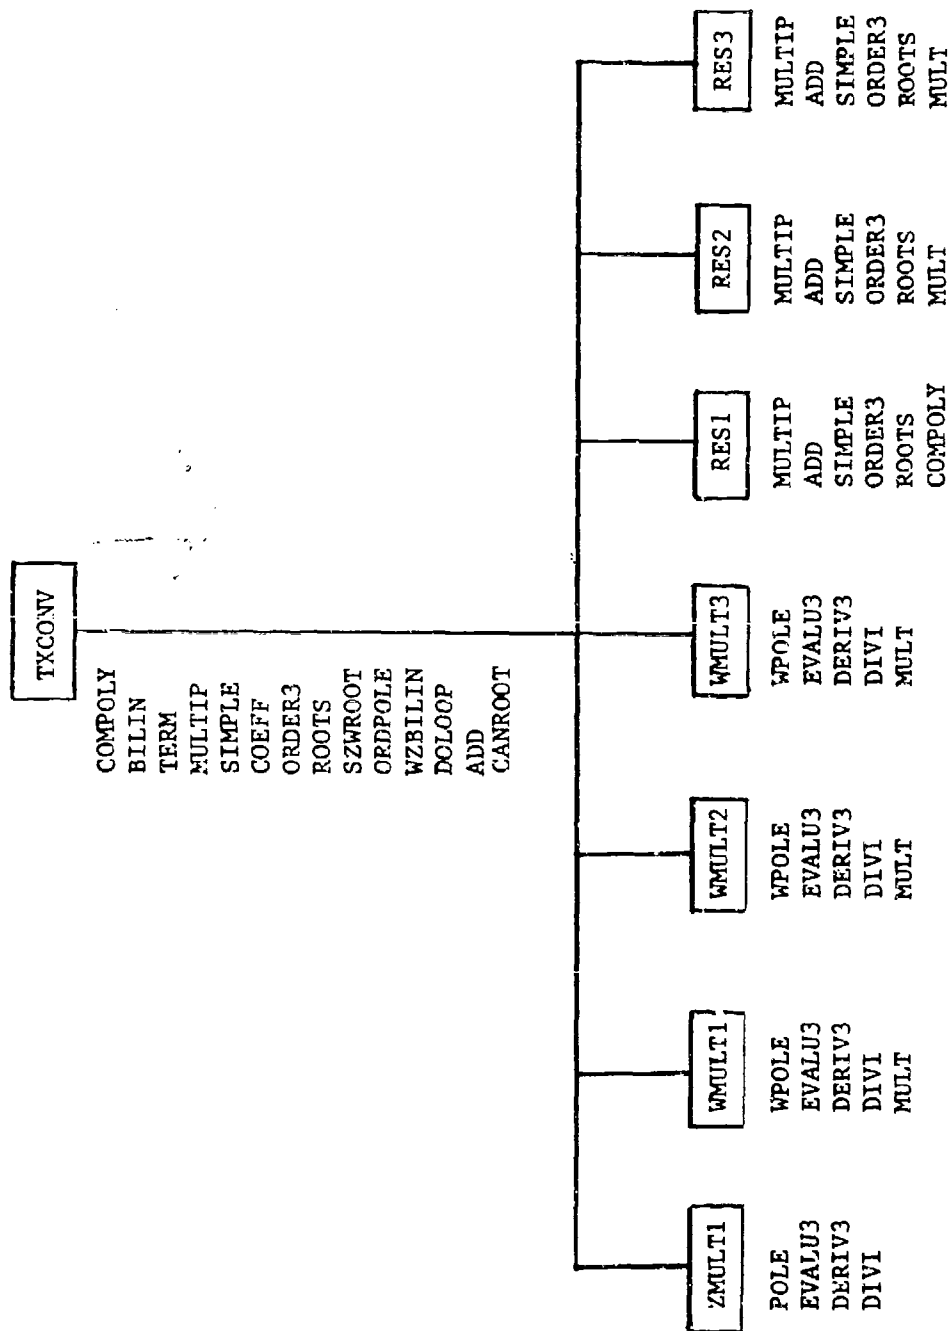 TXCONV
COMPOLY
BILIN
TERM
MULTIP
SIMPLE
COEFF
ORDER3
ROOTS
SZWROOT
ORDPOLE
WZBILIN
DOLOOP
ADD
CANROOT
ZMULT1
POLE
EVALU3
DERIV3
DIVI
WMULT1
WPOLE
EVALU3
DERIV3
DIVI
MULT
WMULT2
WPOLE
EVALU3
DERIV3
DIVI
MULT
WMULT3
WPOLE
EVALU3
DERIV3
DIVI
MULT
RES1
MULTIP
ADD
SIMPLE
ORDER3
ROOTS
COMPOLY
RES2
MULTIP
ADD
SIMPLE
ORDER3
ROOTS
MULT
RES3
MULTIP
ADD
SIMPLE
ORDER3
ROOTS
MULT